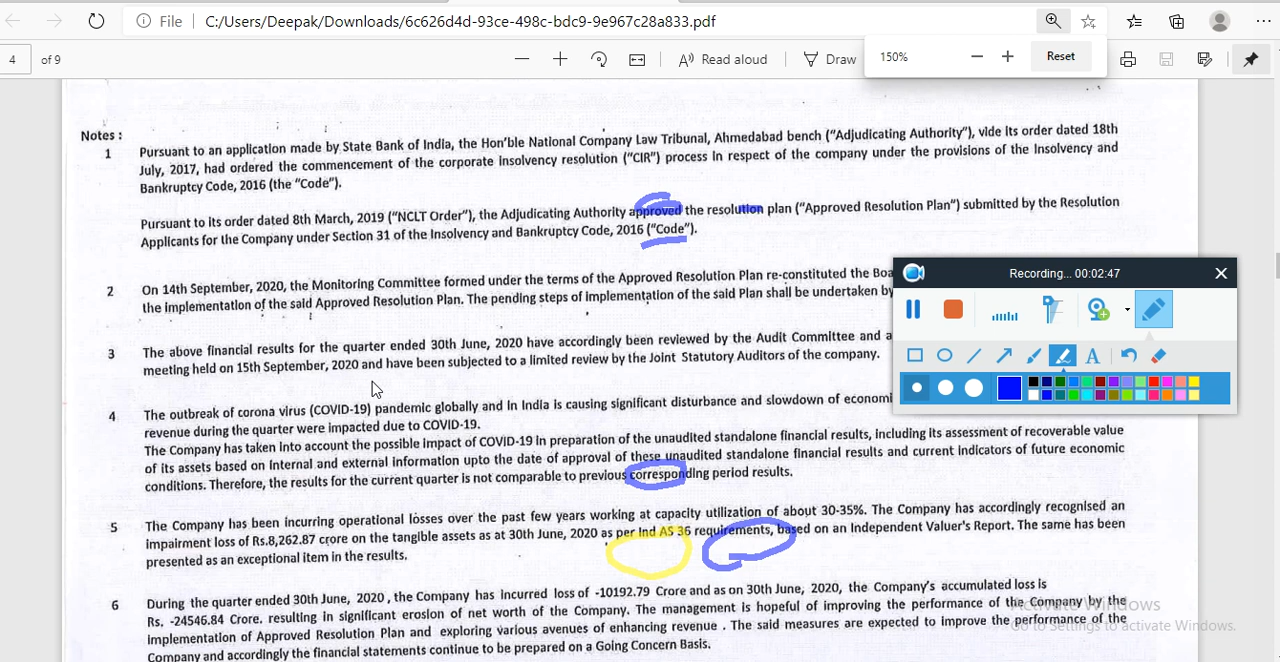 File C:/Users/Deepak/Downloads/6c626d4d-93ce-498c-bdc9-9e967c28a833.pdf
4 of 9 Read aloud Draw 150% Reset
Notes :
1 Pursuant to an application made by State Bank of India, the Hon'ble National Company Law Tribunal, Ahmedabad bench ("Adjudicating Authority"), vide its order dated 18th
July, 2017, had ordered the commencement of the corporate insolvency resolution ("CIR") process in respect of the company under the provisions of the Insolvency and
Bankruptcy Code, 2016 (the "Code").
Pursuant to its order dated 8th March, 2019 ("NCLT Order"), the Adjudicating Authority approved the resolution plan ("Approved Resolution Plan") submitted by the Resolution
Applicants for the Company under Section 31 of the Insolvency and Bankruptcy Code, 2016 ("Code").
2 On 14th September, 2020, the Monitoring Committee formed under the terms of the Approved Resolution Plan re-constituted the Boa
the implementation of the said Approved Resolution Plan. The pending steps of implementation of the said Plan shall be undertaken by
Recording... 00:02:47
3 The above financial results for the quarter ended 30th June, 2020 have accordingly been reviewed by the Audit Committee and a
meeting held on 15th September, 2020 and have been subjected to a limited review by the Joint Statutory Auditors of the company.
A
4 The outbreak of corona virus (COVID-19) pandemic globally and in India is causing significant disturbance and slowdown of economi
revenue during the quarter were impacted due to COVID-19.
The Company has taken into account the possible impact of COVID-19 in preparation of the unaudited standalone financial results, including its assessment of recoverable value
of its assets based on internal and external information upto the date of approval of these unaudited standalone financial results and current indicators of future economic
conditions. Therefore, the results for the current quarter is not comparable to previous corresponding period results.
5 The Company has been incurring operational losses over the past few years working at capacity utilization of about 30-35%. The Company has accordingly recognised an
impairment loss of Rs.8,262.87 crore on the tangible assets as at 30th June, 2020 as per Ind AS 36 requirements, based on an Independent Valuer's Report. The same has been
presented as an exceptional item in the results.
6 During the quarter ended 30th June, 2020, the Company has incurred loss of -10192.79 Crore and as on 30th June, 2020, the Company's accumulated loss is
Rs. -24546.84 Crore. resulting in significant erosion of net worth of the Company. The management is hopeful of improving the performance of the Company by the
implementation of Approved Resolution Plan and exploring various avenues of enhancing revenue . The said measures are expected to improve the performance of the
Company and accordingly the financial statements continue to be prepared on a Going Concern Basis.
Activate Windows
Go to Settings to activate Windows.